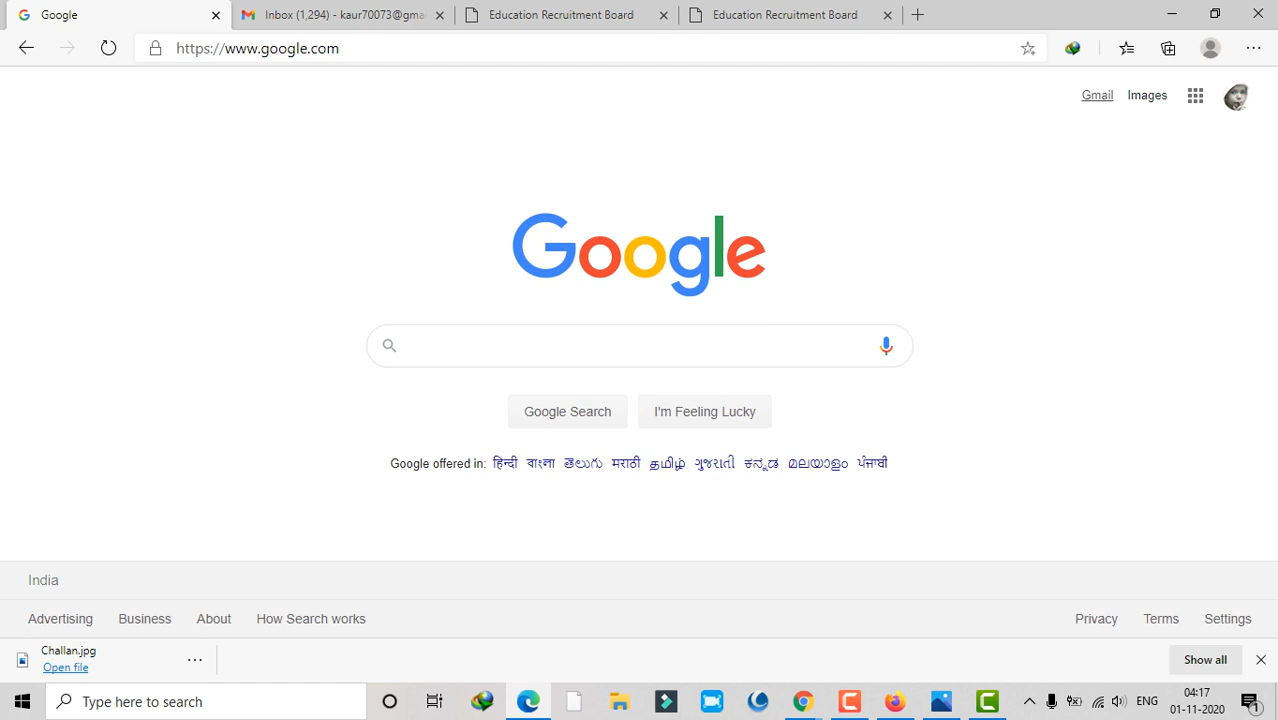 Google
Inbox (1,294) - kaur70073@gma
Education Recruitment Board
Education Recruitment Board
https://www.google.com
Gmail Images
Google
Google Search I'm Feeling Lucky
Google offered in: हिन्दी বাংলা తెలుగు मराठी தமிழ் ગુજરાતી ಕನ್ನಡ മലയാളം ਪੰਜਾਬੀ
India
Advertising Business About How Search works Privacy Terms Settings
Challan.jpg
Open file
Show all
Type here to search
ENG
04:17
01-11-2020
1